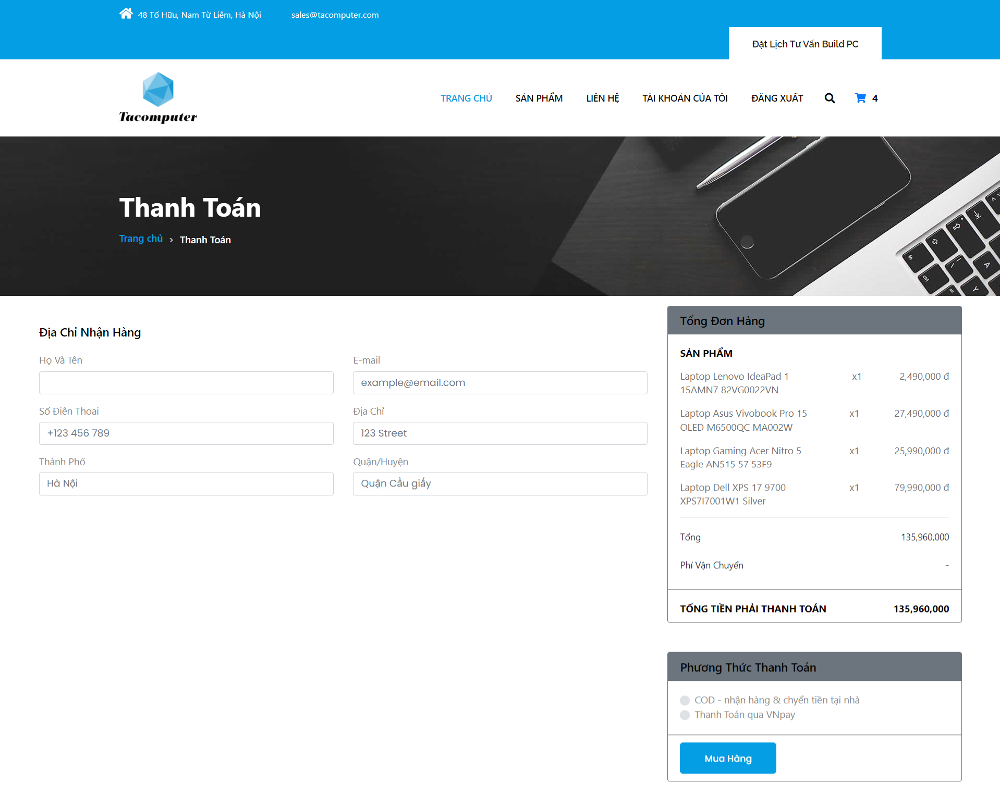 48 Tố Hữu, Nam Từ Liêm, Hà Nội
sales@tacomputer.com
Đặt Lịch Tư Vấn Build PC
Tacomputer
TRANG CHỦ
SẢN PHẨM
LIÊN HỆ
TÀI KHOẢN CỦA TÔI
ĐĂNG XUẤT
4
Thanh Toán
Trang chủ › Thanh Toán
Địa Chỉ Nhận Hàng
Họ Và Tên
E-mail
example@email.com
Số Điên Thoai
Địa Chỉ
+123 456 789
123 Street
Thành Phố
Quận/Huyện
Hà Nội
Quận Cầu giấy
Tổng Đơn Hàng
SẢN PHẨM
Laptop Lenovo IdeaPad 1 x1 2,490,000 đ
15AMN7 82VG0022VN
Laptop Asus Vivobook Pro 15 x1 27,490,000 đ
OLED M6500QC MA002W
Laptop Gaming Acer Nitro 5 x1 25,990,000 đ
Eagle AN515 57 53F9
Laptop Dell XPS 17 9700 x1 79,990,000 đ
XPS7I7001W1 Silver
Tổng 135,960,000
Phí Vận Chuyển -
TỔNG TIỀN PHẢI THANH TOÁN 135,960,000
Phương Thức Thanh Toán
COD - nhận hàng & chyển tiền tại nhà
Thanh Toán qua VNpay
Mua Hàng